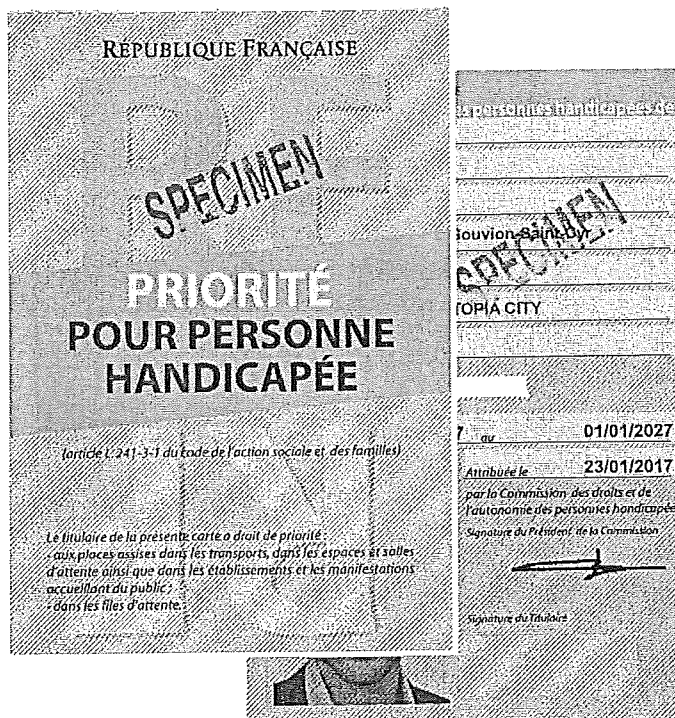 RÉPUBLIQUE FRANÇAISE
SPECIMEN
PRIORITÉ
POUR PERSONNE
HANDICAPÉE
(article L 241-3-1 du code de l'action sociale et des familles)
Le titulaire de la présente carte a droit de priorité :
- aux places assises dans les transports, dans les espaces et salles
d'attente ainsi que dans les établissements et les manifestations
accueillant du public ;
- dans les files d'attente.
s personnes handicapées de
Gouvion-Saint-Cyr
SPECIMEN
TOPIA CITY
7 au 01/01/2027
Attribuée le 23/01/2017
par la Commission des droits et de
l'autonomie des personnes handicapée
Signature du Président de la Commission
Signature du Titulaire